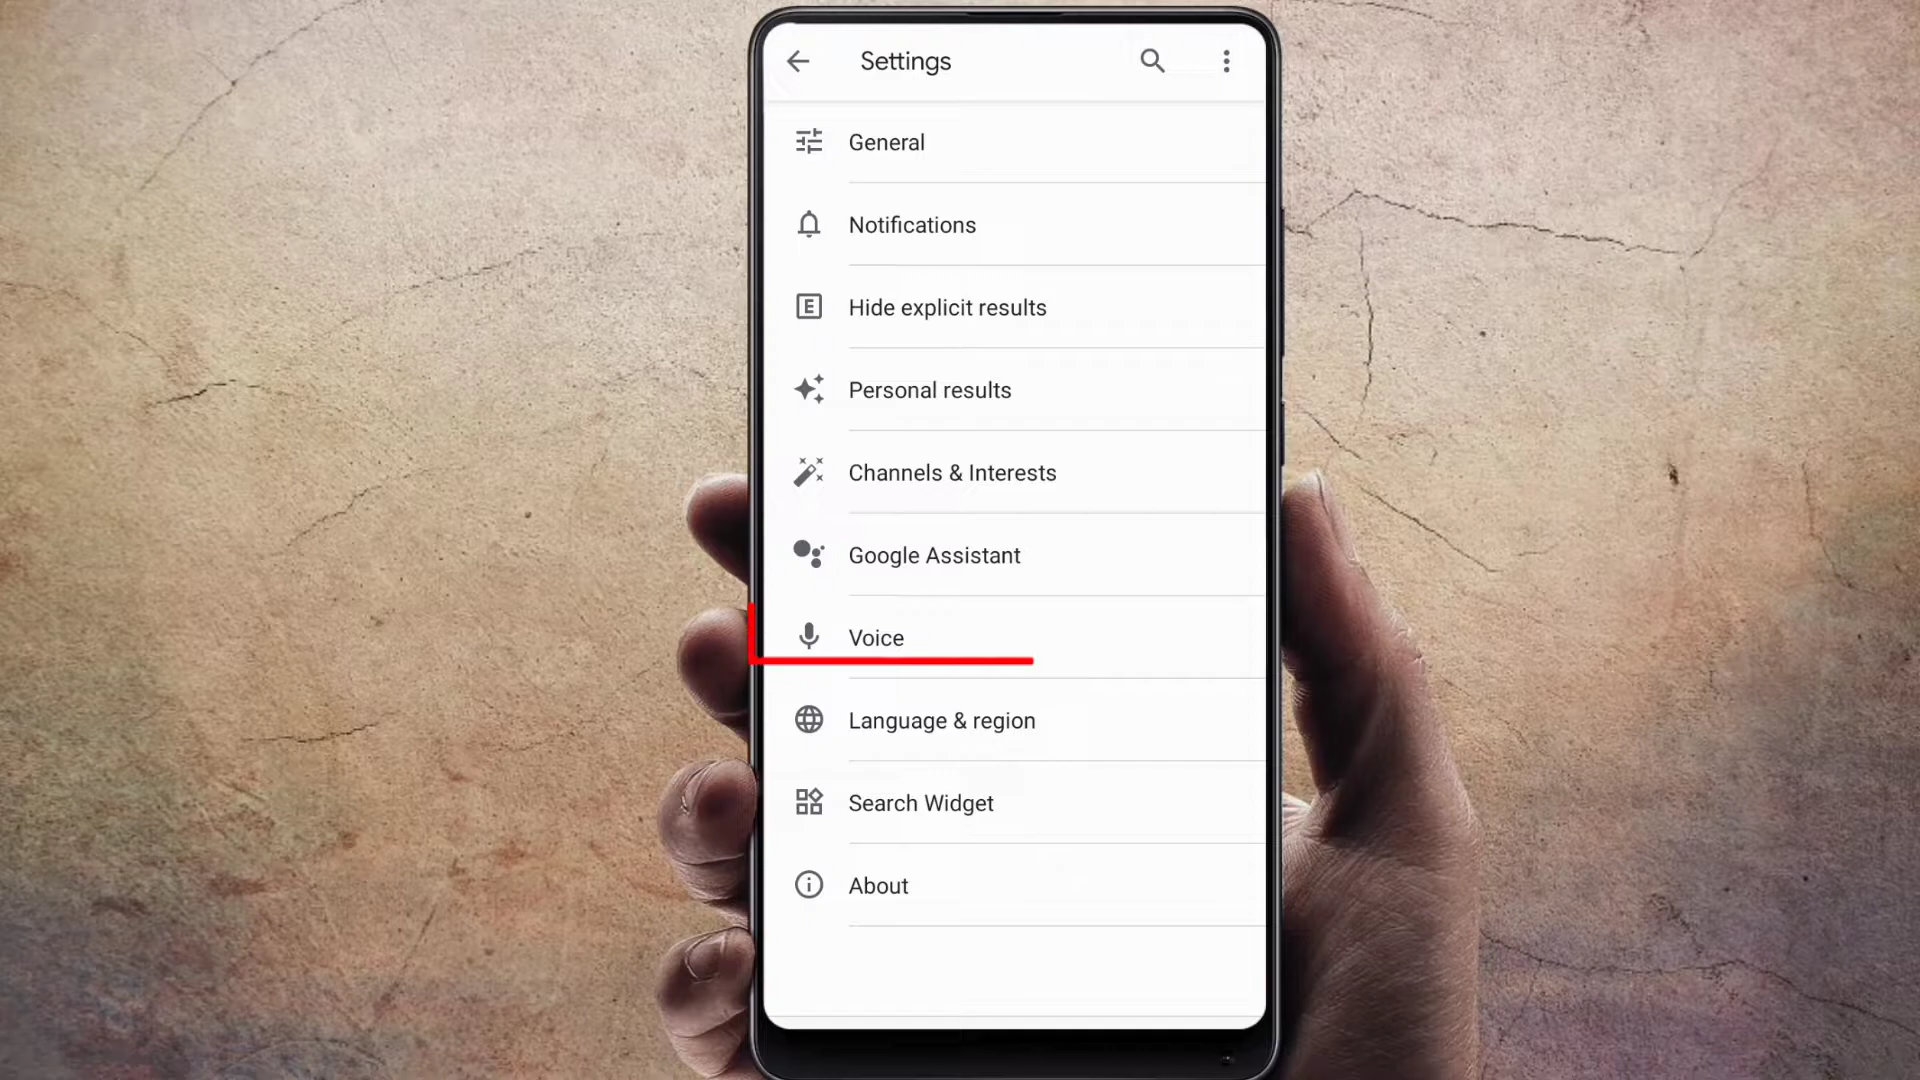 Settings
General
Notifications
Hide explicit results
Personal results
Channels & Interests
Google Assistant
Voice
Language & region
Search Widget
About